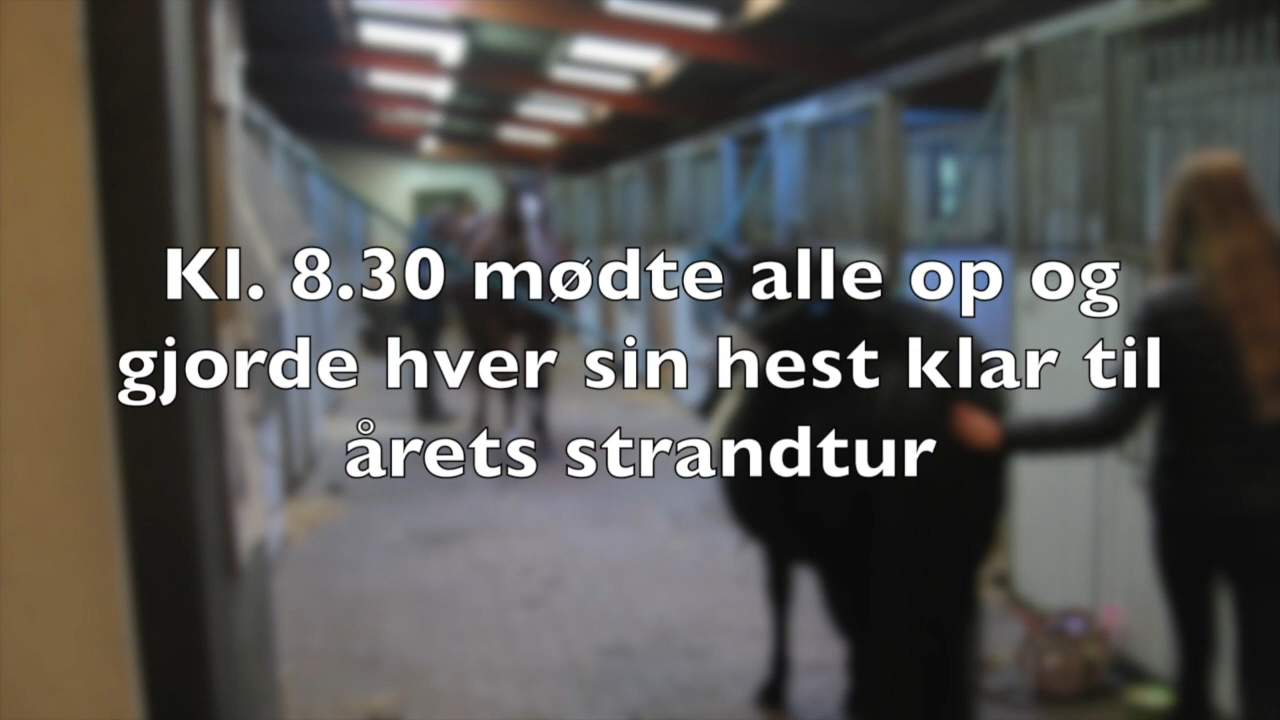 Kl. 8.30 mødte alle op og
gjorde hver sin hest klar til
årets strandtur